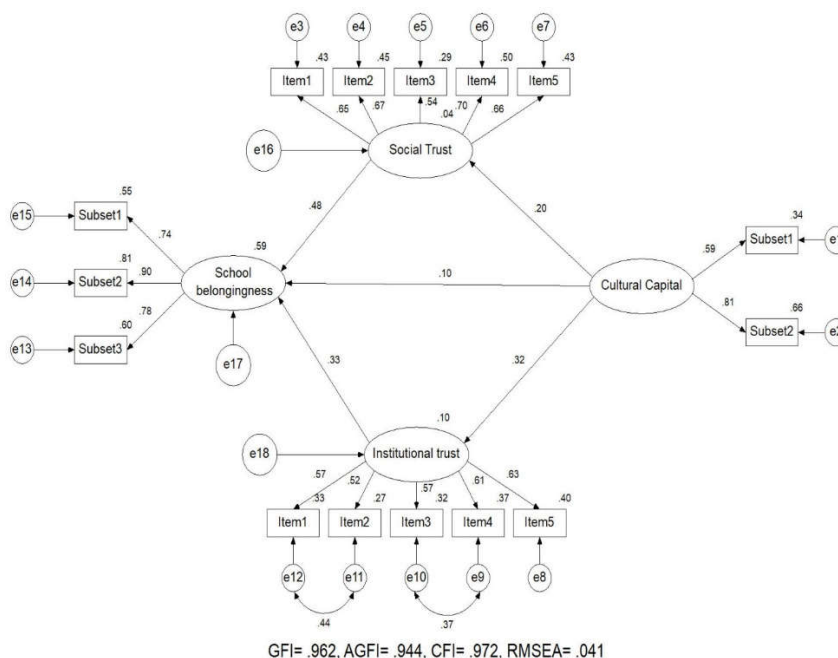 e3 e4 e5 e6 e7
.43 .45 .29 .50 .43
Item1 Item2 Item3 Item4 Item5
.65 .67 .54 .04 .70 .66
e16
Social Trust
.55
e15 Subset1
.74
.48
.20
.34
Subset1
.59
.59
.81
e14 Subset2
.90
School
belongingness
.10
Cultural Capital
.78
.60
e13 Subset3
.81
.66
Subset2
e17
.33
.32
.10
e18
Institutional trust
.57 .52 .57 .61 .63
.33 .27 .32 .37 .40
Item1 Item2 Item3 Item4 Item5
e12 e11 e10 e9 e8
.44 .37
GFI= .962, AGFI= .944, CFI= .972, RMSEA= .041